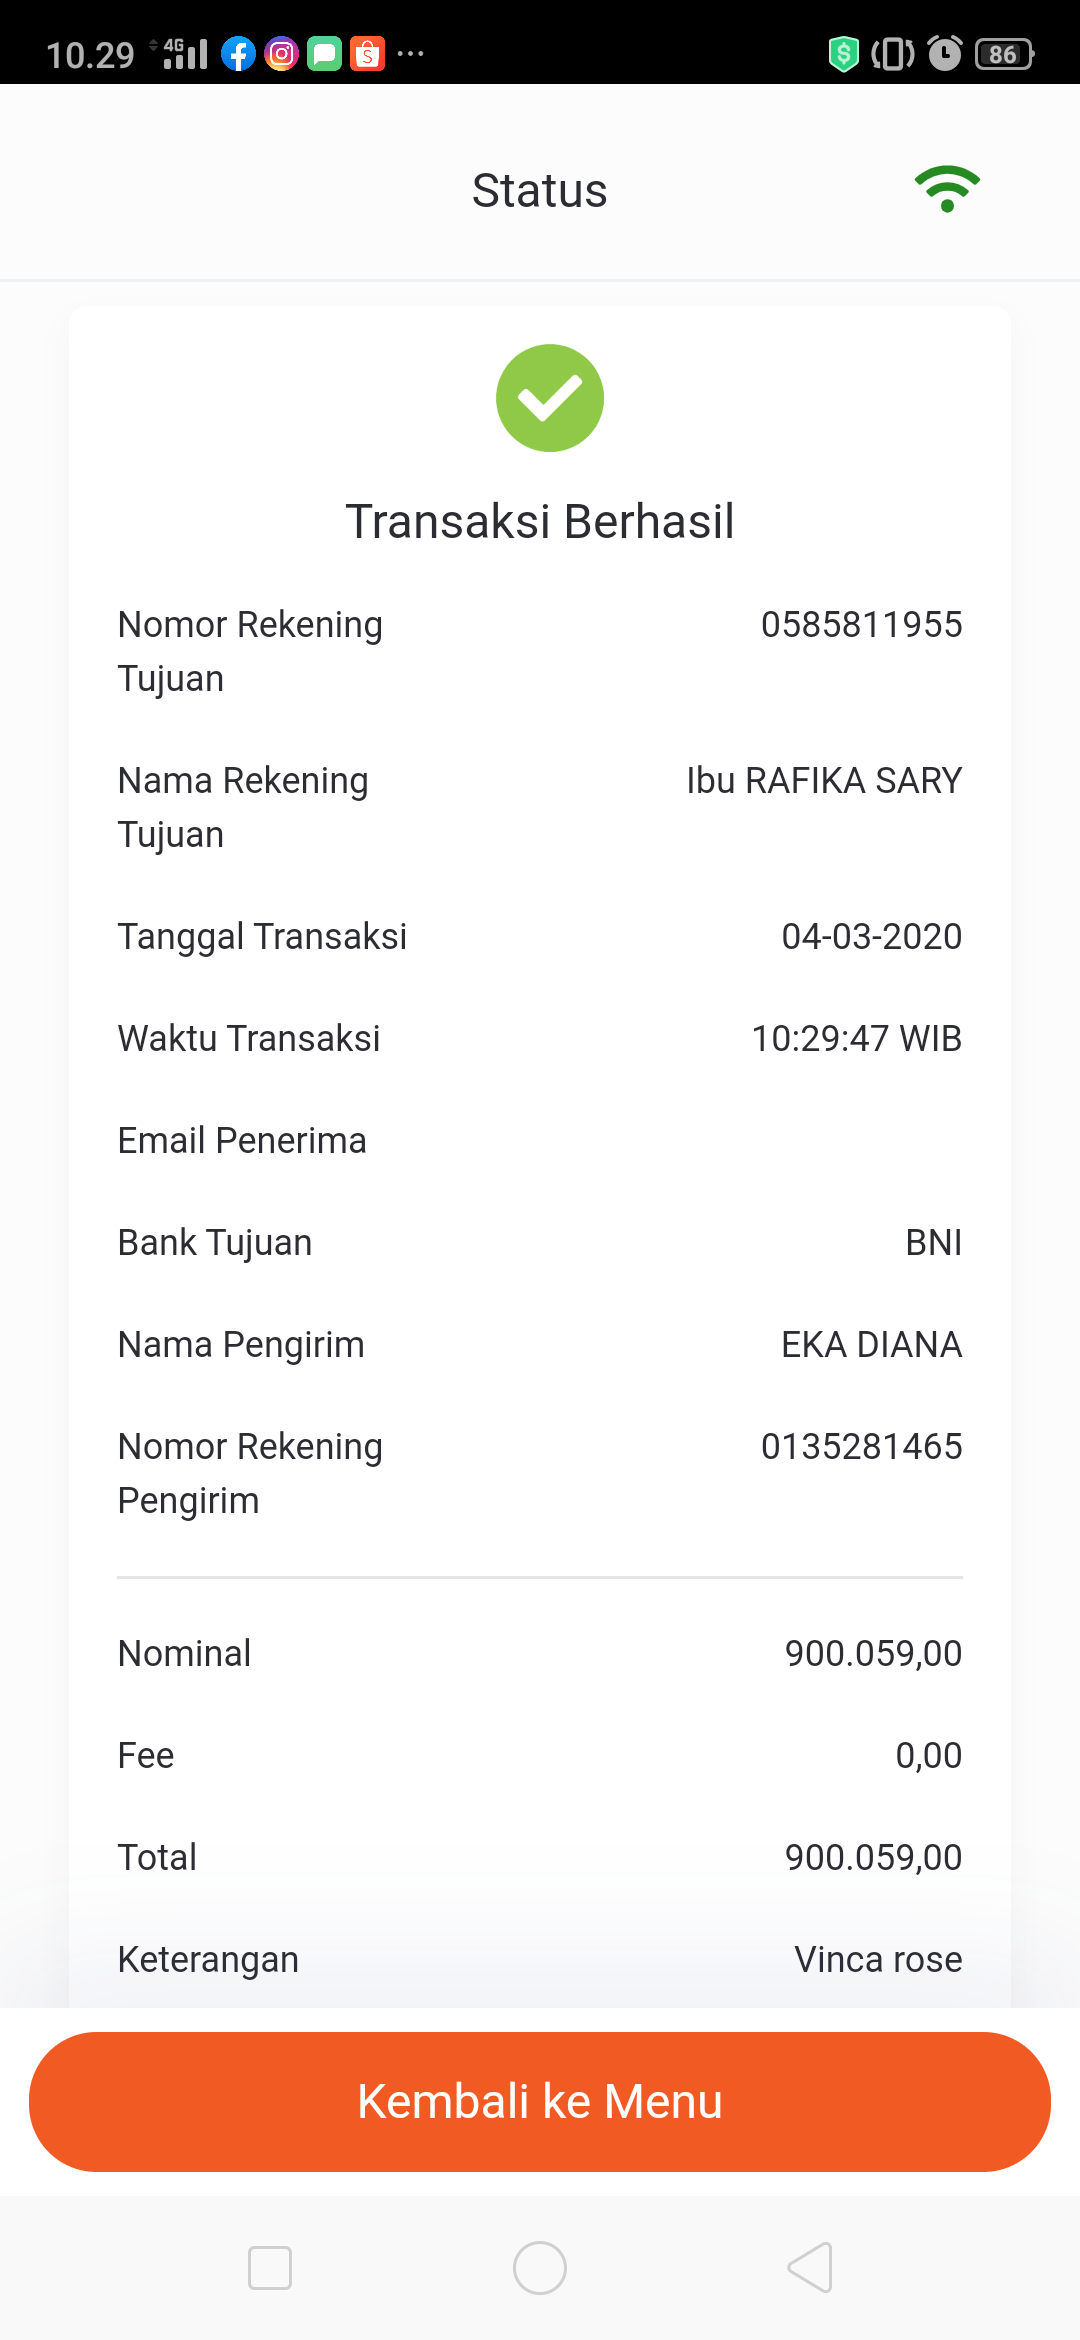 10.29 4G 86
Status
Transaksi Berhasil
Nomor Rekening 0585811955
Tujuan
Nama Rekening Ibu RAFIKA SARY
Tujuan
Tanggal Transaksi 04-03-2020
Waktu Transaksi 10:29:47 WIB
Email Penerima
Bank Tujuan BNI
Nama Pengirim EKA DIANA
Nomor Rekening 0135281465
Pengirim
Nominal 900.059,00
Fee 0,00
Total 900.059,00
Keterangan Vinca rose
Kembali ke Menu